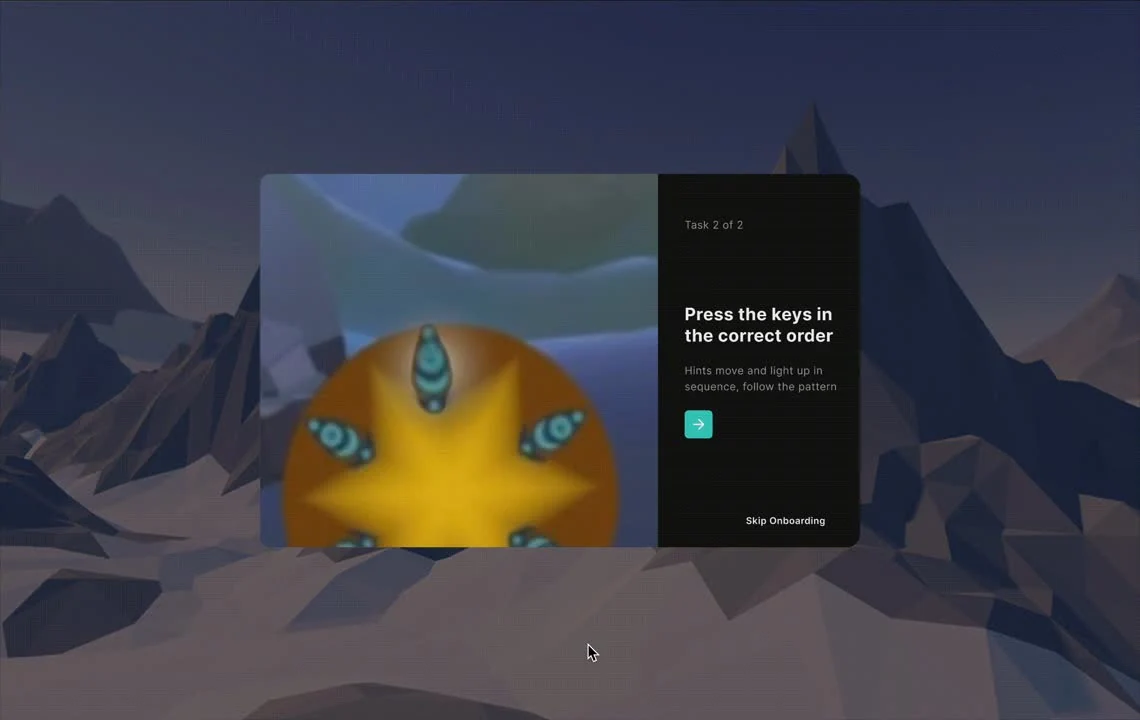 Task 2 of 2
Press the keys in
the correct order
Hints move and light up in
sequence, follow the pattern
Skip Onboarding